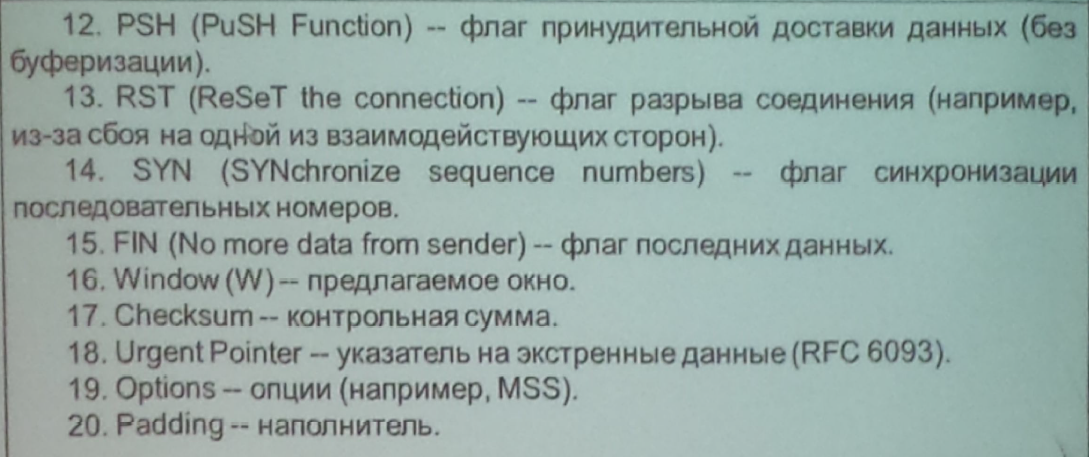 12. PSH (PuSH Function) -- флаг принудительной доставки данных (без
буферизации).
13. RST (ReSeT the connection) -- флаг разрыва соединения (например,
из-за сбоя на одной из взаимодействующих сторон).
14. SYN (SYNchronize sequence numbers) -- флаг синхронизации
последовательных номеров.
15. FIN (No more data from sender) -- флаг последних данных.
16. Window (W) -- предлагаемое окно.
17. Checksum -- контрольная сумма.
18. Urgent Pointer -- указатель на экстренные данные (RFC 6093).
19. Options -- опции (например, MSS).
20. Padding -- наполнитель.